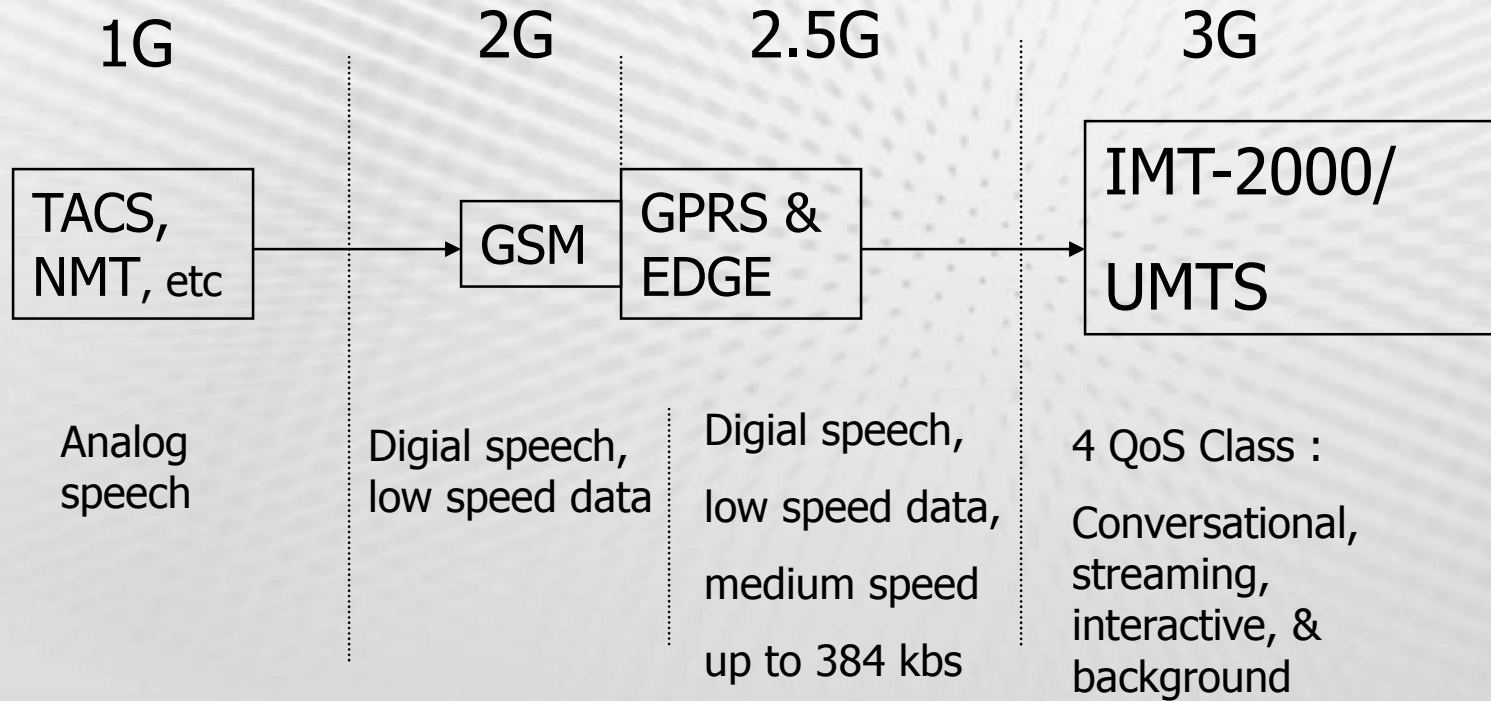 1G
2G
2.5G
3G
TACS,
NMT, etc
GSM
GPRS &
EDGE
IMT-2000/
UMTS
Analog
speech
Digial speech,
low speed data
Digial speech,
low speed data,
medium speed
up to 384 kbs
4 QoS Class :
Conversational,
streaming,
interactive, &
background